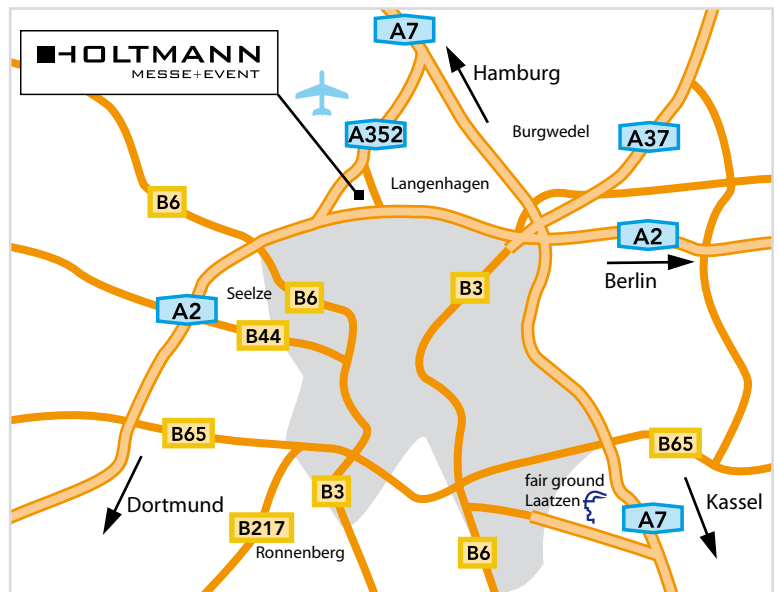 A7
HOLTMANN
MESSE+EVENT
Hamburg
A352
Burgwedel
A37
Langenhagen
B6
A2
Berlin
B3
Seelze
B6
A2
B44
B65
B65
fair ground
Laatzen
B3
Kassel
Dortmund
A7
B217
Ronnenberg
B6